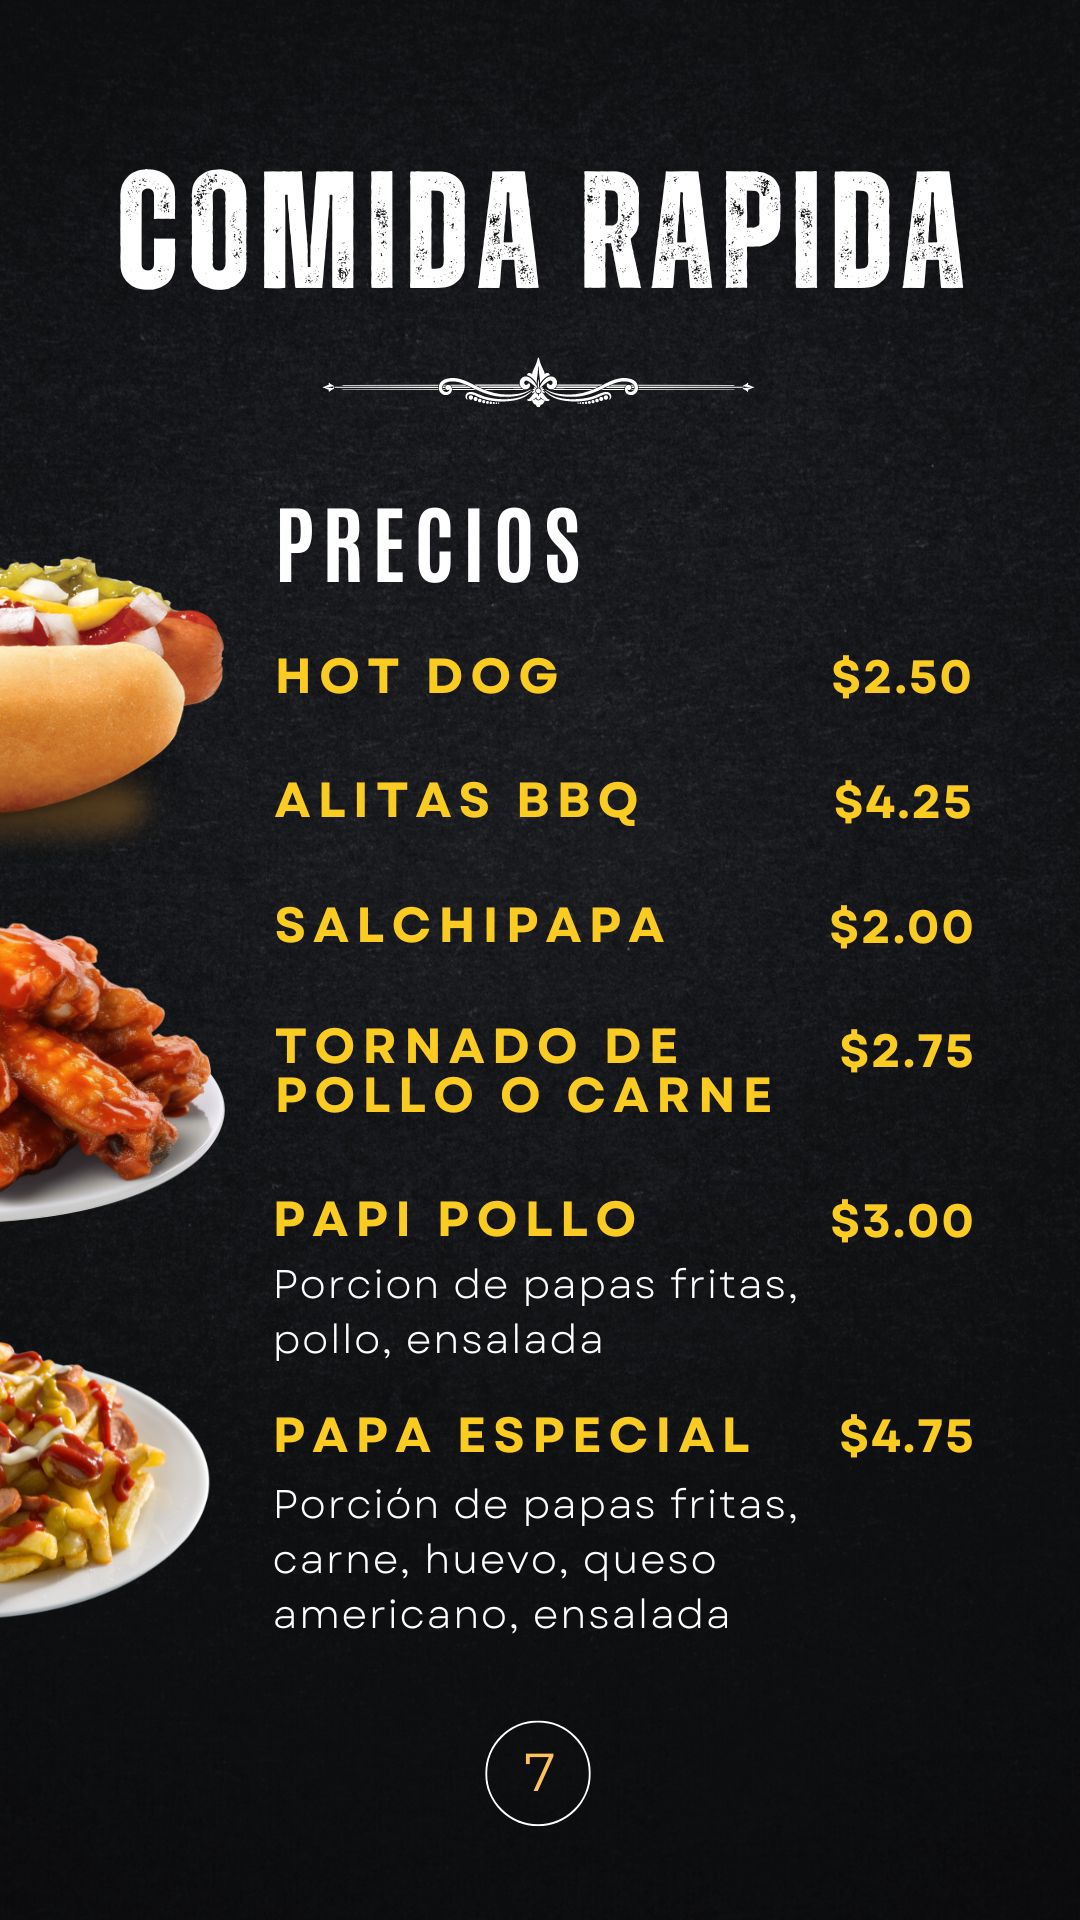 COMIDA RAPIDA
PRECIOS
HOT DOG $2.50
ALITAS BBQ $4.25
SALCHIPAPA $2.00
TORNADO DE $2.75
POLLO O CARNE
PAPI POLLO $3.00
Porcion de papas fritas,
pollo, ensalada
PAPA ESPECIAL $4.75
Porción de papas fritas,
carne, huevo, queso
americano, ensalada
7